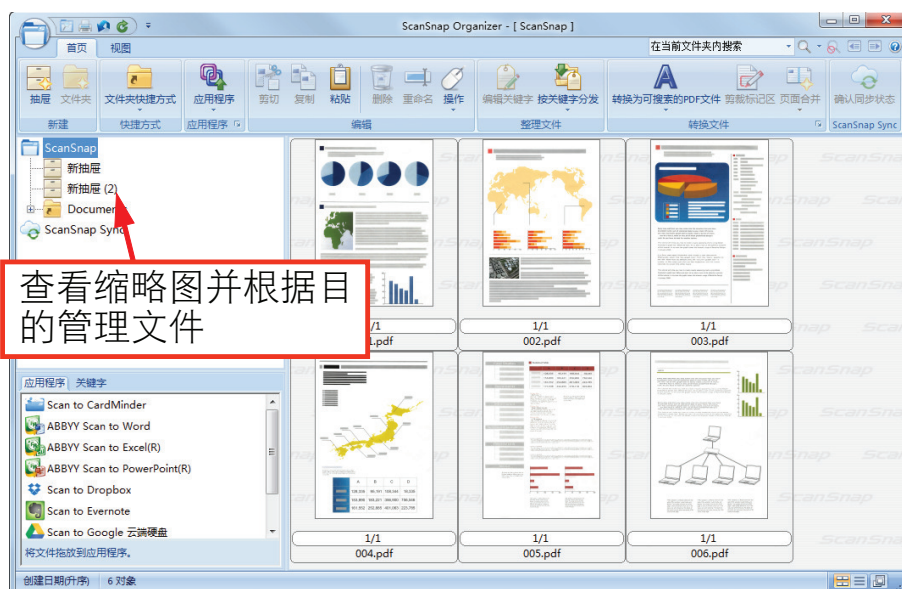 ScanSnap Organizer - [ ScanSnap ]
首页 视图 在当前文件夹内搜索
抽屉 文件夹 文件夹快捷方式 应用程序 剪切 复制 粘贴 删除 重命名 操作 编辑关键字 按关键字分发 转换为可搜索的PDF文件 剪裁标记区 页面合并 确认同步状态
新建 快捷方式 应用程序 编辑 整理文件 转换文件 ScanSnap Sync
ScanSnap
新抽屉
新抽屉 (2)
Docume
ScanSnap Sync
查看缩略图并根据目
的管理文件
1/1 1/1
002.pdf 003.pdf
应用程序 关键字
Scan to CardMinder
ABBYY Scan to Word
ABBYY Scan to Excel(R)
ABBYY Scan to PowerPoint(R)
Scan to Dropbox
Scan to Evernote
Scan to Google 云端硬盘
将文件拖放到应用程序。
1/1 1/1 1/1
004.pdf 005.pdf 006.pdf
创建日期(升序) 6 对象